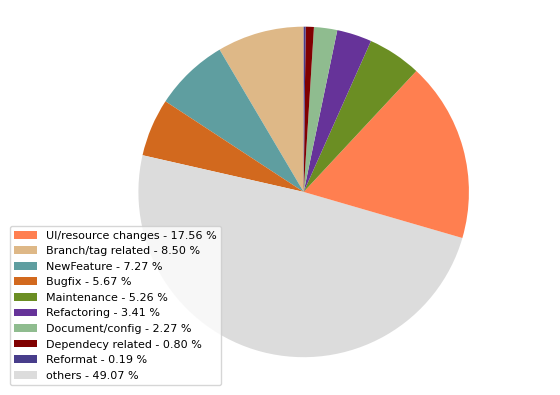 UI/resource changes - 17.56 %
Branch/tag related - 8.50 %
NewFeature - 7.27 %
Bugfix - 5.67 %
Maintenance - 5.26 %
Refactoring - 3.41 %
Document/config - 2.27 %
Dependecy related - 0.80 %
Reformat - 0.19 %
others - 49.07 %